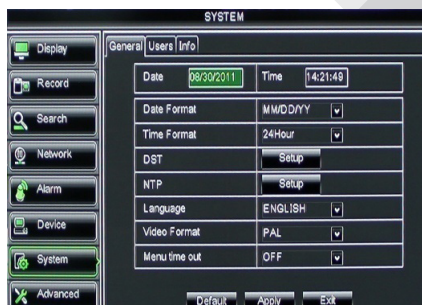 SYSTEM
Display
Record
Search
Network
Alarm
Device
System
Advanced
General Users Info
Date 08/30/2011 Time 14:21:49
Date Format MM/DD/YY
Time Format 24Hour
DST Setup
NTP Setup
Language ENGLISH
Video Format PAL
Menu time out OFF
Default Apply Exit